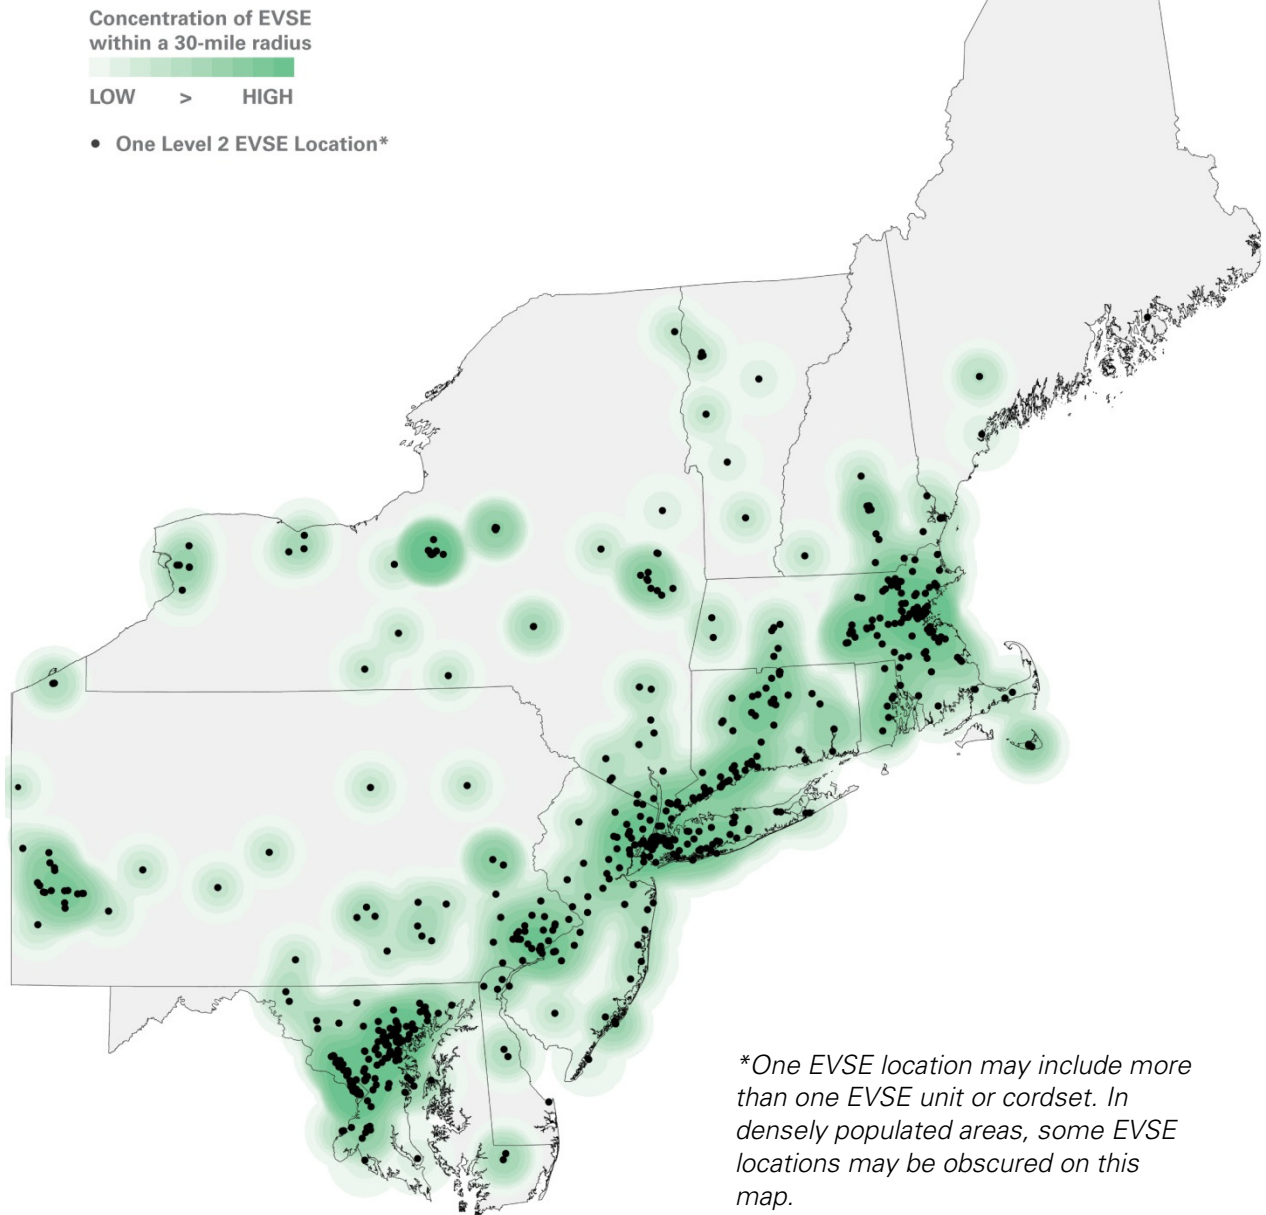 Concentration of EVSE
within a 30-mile radius
LOW > HIGH
• One Level 2 EVSE Location*
*One EVSE location may include more
than one EVSE unit or cordset. In
densely populated areas, some EVSE
locations may be obscured on this
map.